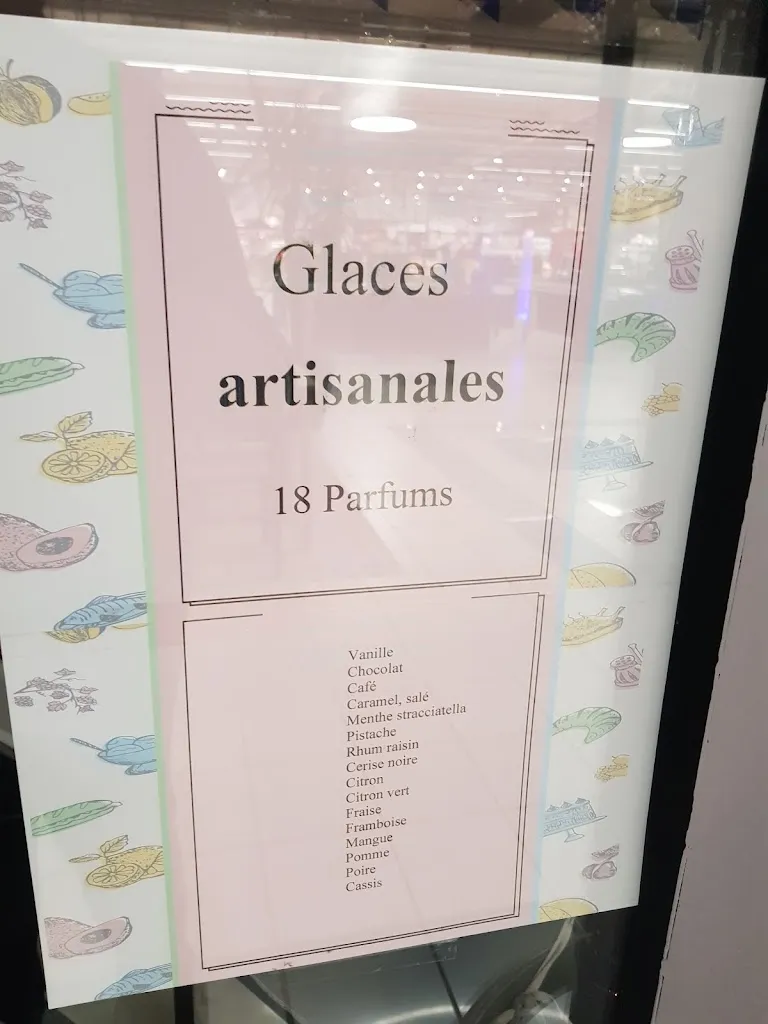 Glaces
artisanales
18 Parfums
Vanille
Chocolat
Café
Caramel, salé
Menthe stracciatella
Pistache
Rhum raisin
Cerise noire
Citron
Citron vert
Fraise
Framboise
Mangue
Pomme
Poire
Cassis